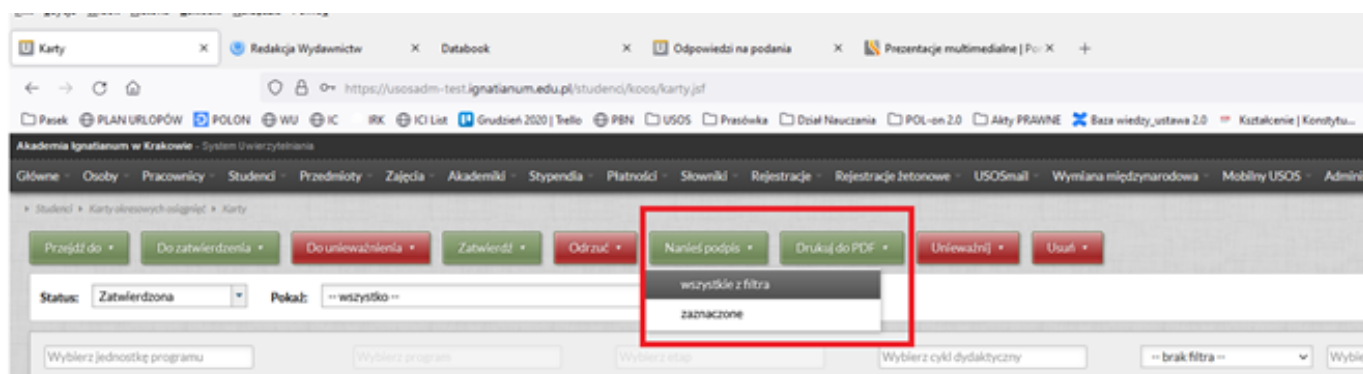 Karty
Redakcja Wydawnictw
Databook
Odpowiedzi na podania
Prezentacje multimedialne | Po
https://usosadm-test.ignatianum.edu.pl/studenci/koos/karty.jsf
Pasek PLAN URLOPÓW POLON WU IC IRK ICI List Grudzień 2020 | Trello PBN USOS Prasówka Dział Nauczania POL-on 2.0 Akty PRAWNE Baza wiedzy_ustawa 2.0 Kształcenie | Konstytu...
Akademia Ignatianum w Krakowie - System Uwierzytelniania
Główne Osoby Pracownicy Studenci Przedmioty Zajęcia Akademiki Stypendia Płatności Słowniki Rejestracje Rejestracje żetonowe USOSmail Wymiana międzynarodowa Mobilny USOS Admini
Studenci Karty okresowych osiągnięć Karty
Przejdź do Do zatwierdzenia Do unieważnienia Zatwierdź Odrzuć Nanieś podpis Drukuj do PDF Unieważnij Usuń
wszystkie z filtra
Status: Zatwierdzona Pokaż: -- wszystko --
zaznaczone
Wybierz jednostkę programu Wybierz program Wybierz etap Wybierz cykl dydaktyczny -- brak filtra -- Wybie